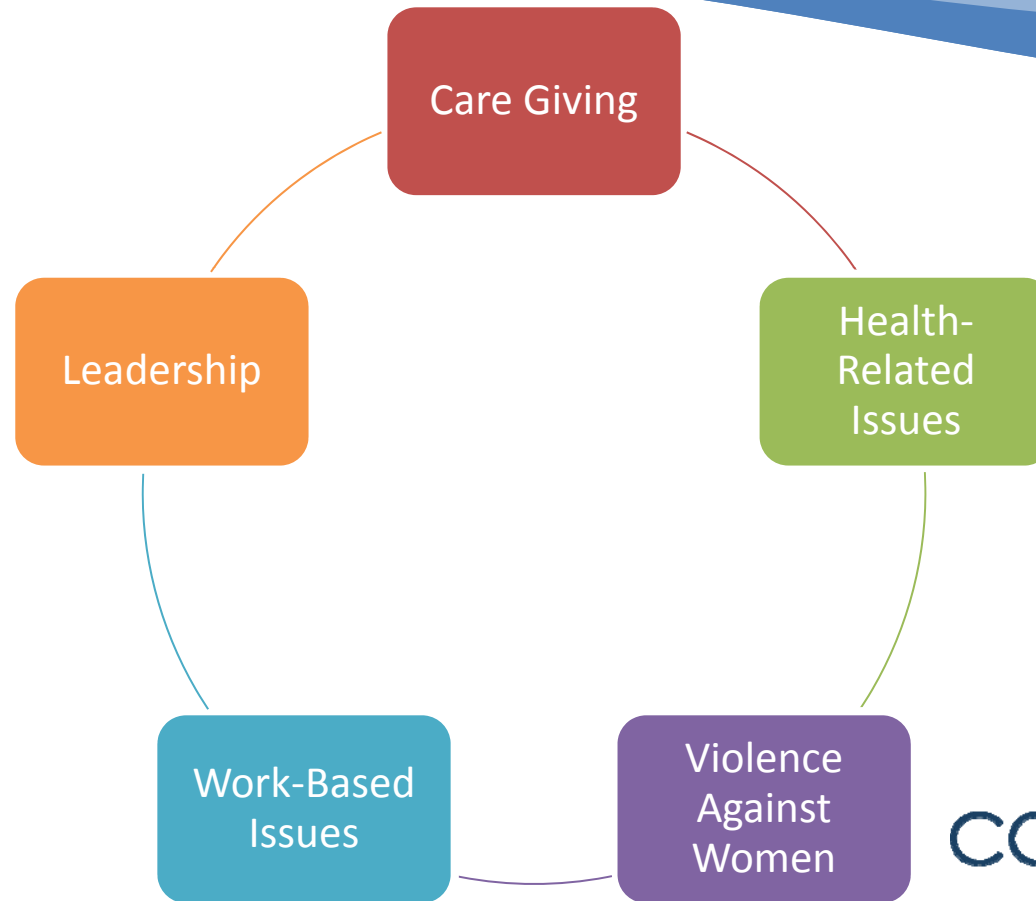 Care Giving
Health-
Related
Issues
Leadership
Violence
Against
Women
Work-Based
Issues